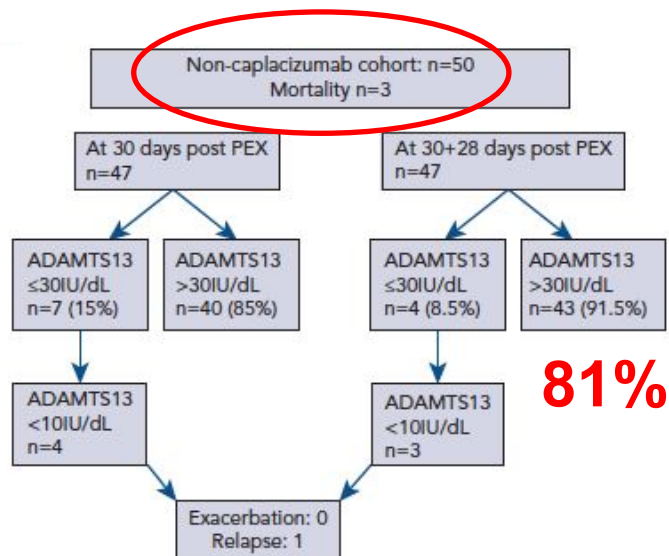 Non-caplacizumab cohort: n=50
Mortality n=3
At 30 days post PEX
n=47
At 30+28 days post PEX
n=47
ADAMTS13
≤30IU/dL
n=7 (15%)
ADAMTS13
>30IU/dL
n=40 (85%)
ADAMTS13
≤30IU/dL
n=4 (8.5%)
ADAMTS13
>30IU/dL
n=43 (91.5%)
81%
ADAMTS13
<10IU/dL
n=4
ADAMTS13
<10IU/dL
n=3
Exacerbation: 0
Relapse: 1